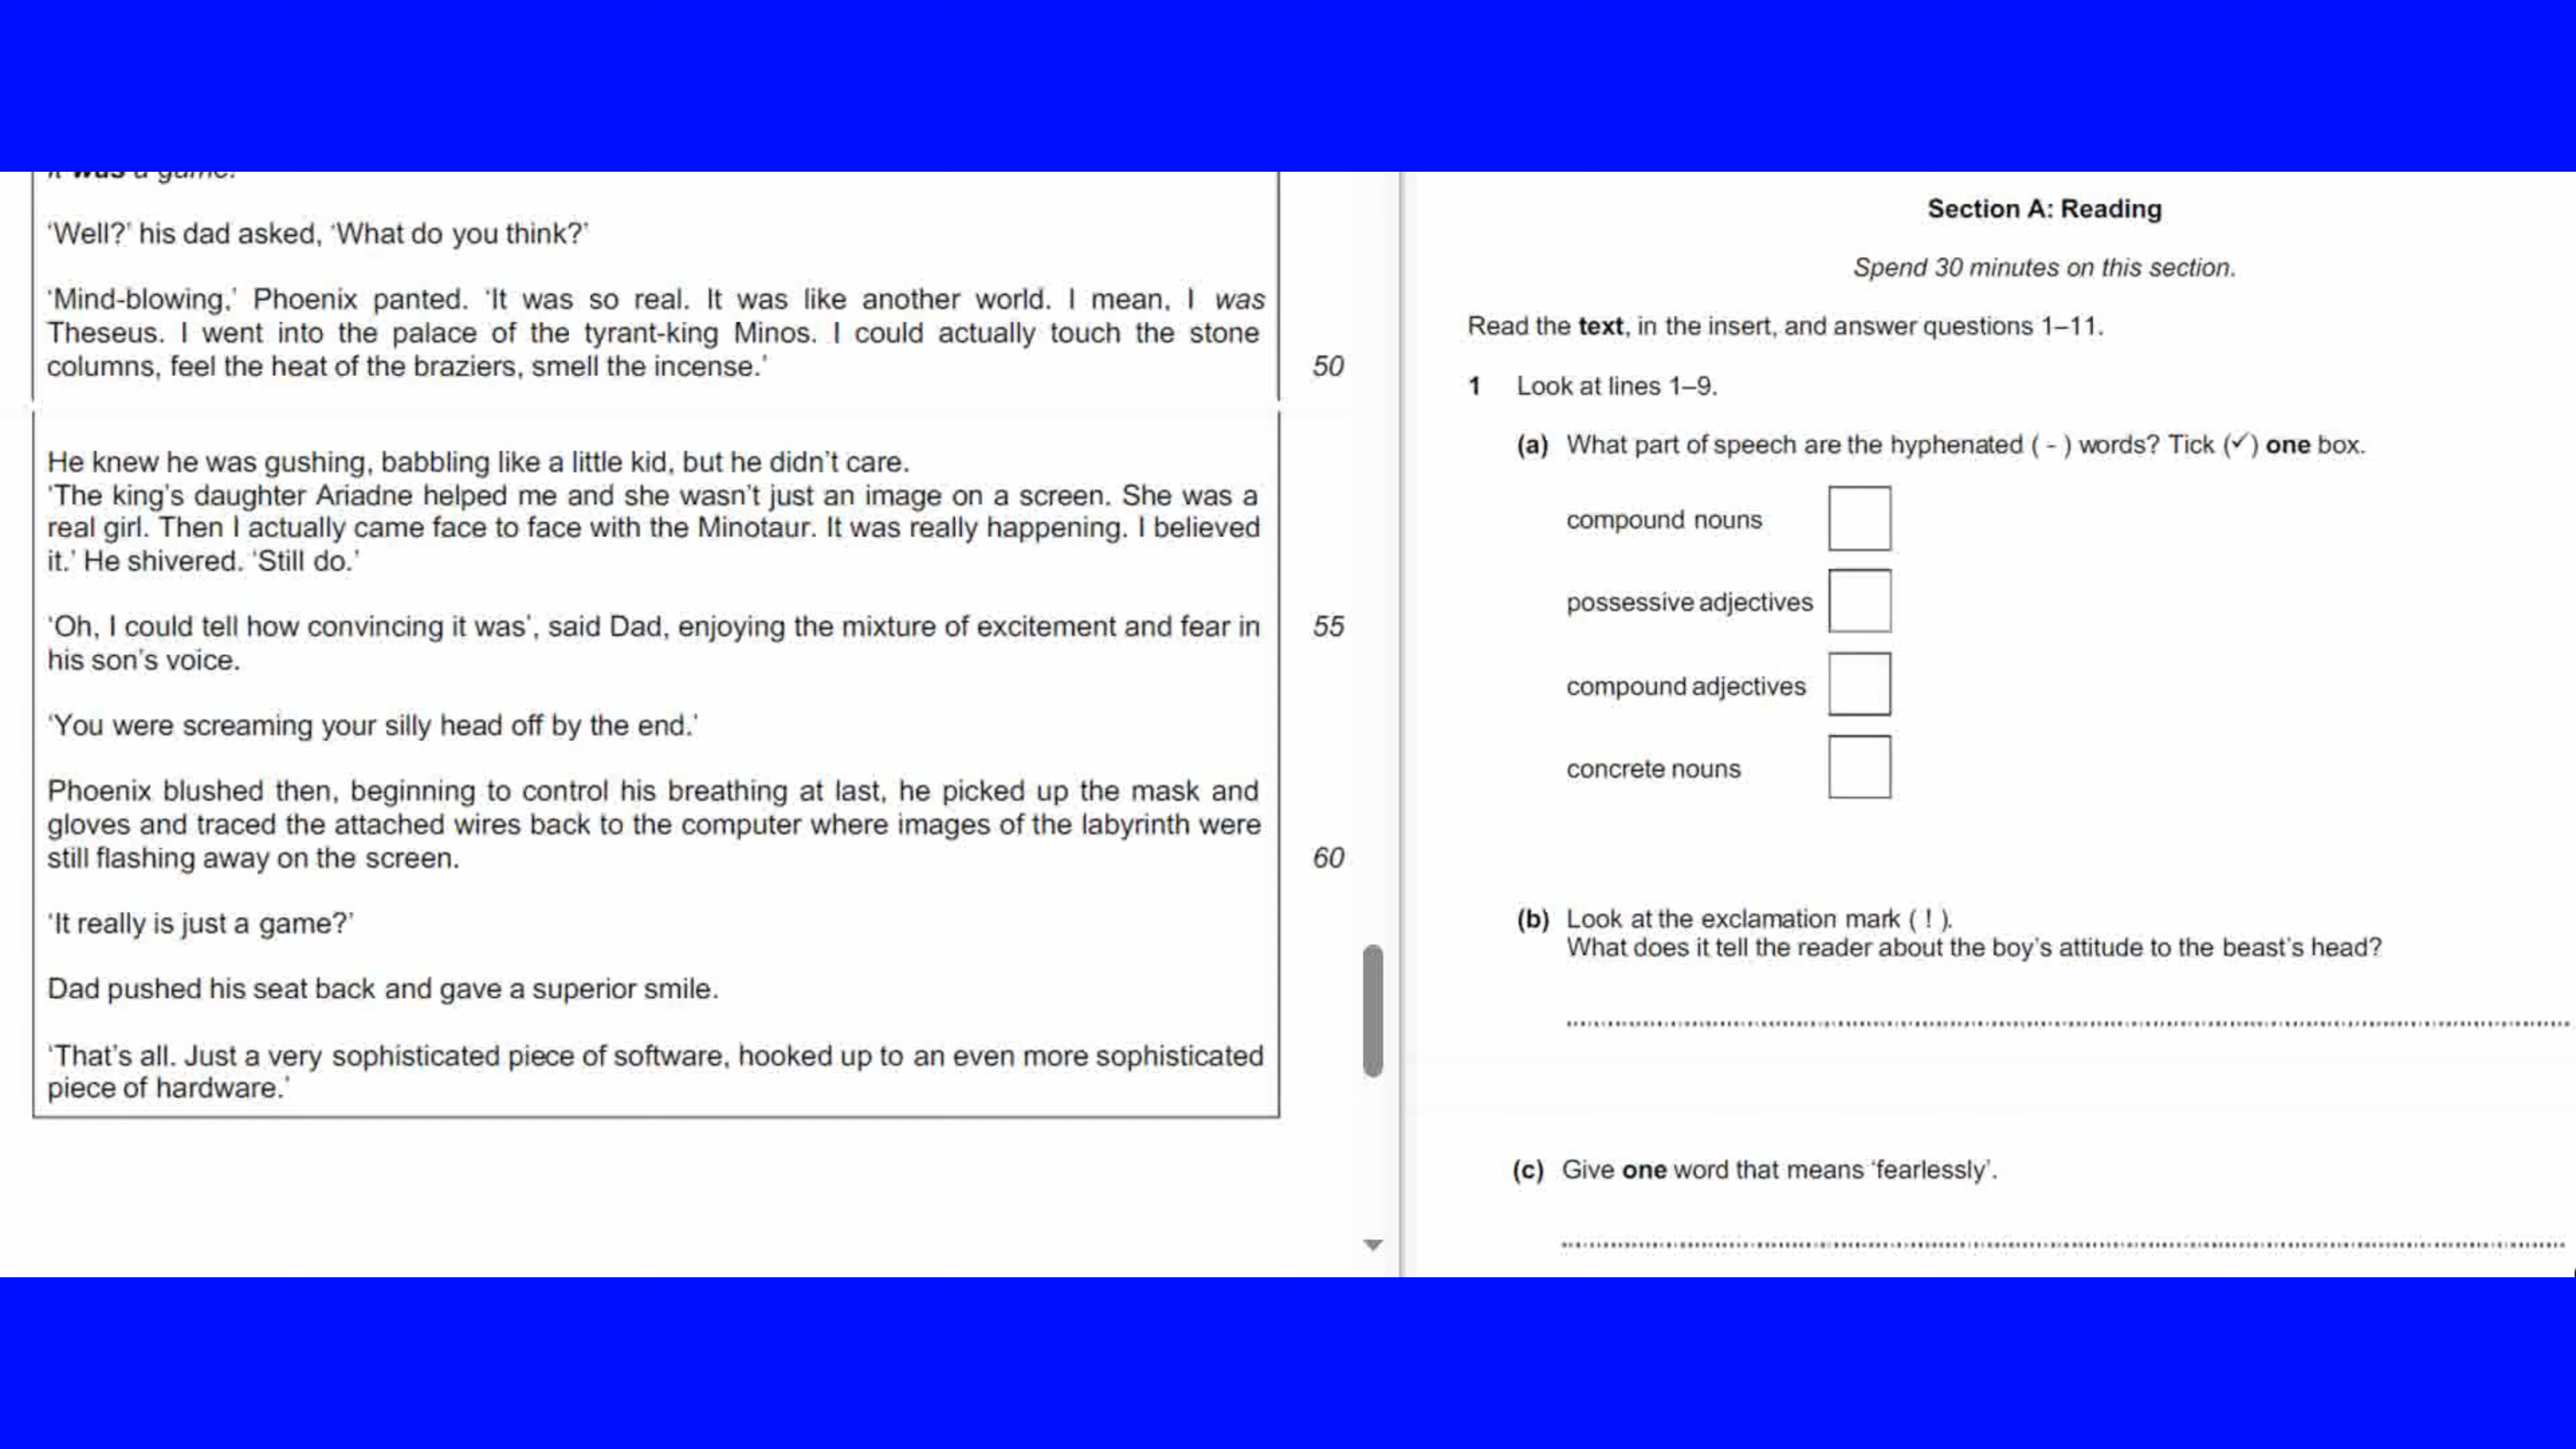 it was a game.
'Well?' his dad asked, 'What do you think?'
'Mind-blowing,' Phoenix panted. 'It was so real. It was like another world. I mean, I was
Theseus. I went into the palace of the tyrant-king Minos. I could actually touch the stone
columns, feel the heat of the braziers, smell the incense.'
50
He knew he was gushing, babbling like a little kid, but he didn't care.
'The king's daughter Ariadne helped me and she wasn't just an image on a screen. She was a
real girl. Then I actually came face to face with the Minotaur. It was really happening. I believed
it.' He shivered. 'Still do.'
'Oh, I could tell how convincing it was', said Dad, enjoying the mixture of excitement and fear in
55
his son's voice.
'You were screaming your silly head off by the end.'
Phoenix blushed then, beginning to control his breathing at last, he picked up the mask and
gloves and traced the attached wires back to the computer where images of the labyrinth were
still flashing away on the screen.
60
'It really is just a game?'
Dad pushed his seat back and gave a superior smile.
'That's all. Just a very sophisticated piece of software, hooked up to an even more sophisticated
piece of hardware.'
Section A: Reading
Spend 30 minutes on this section.
Read the text, in the insert, and answer questions 1–11.
1 Look at lines 1–9.
(a) What part of speech are the hyphenated ( - ) words? Tick (✓) one box.
compound nouns
possessive adjectives
compound adjectives
concrete nouns
(b) Look at the exclamation mark ( ! ).
What does it tell the reader about the boy's attitude to the beast's head?
(c) Give one word that means 'fearlessly'.